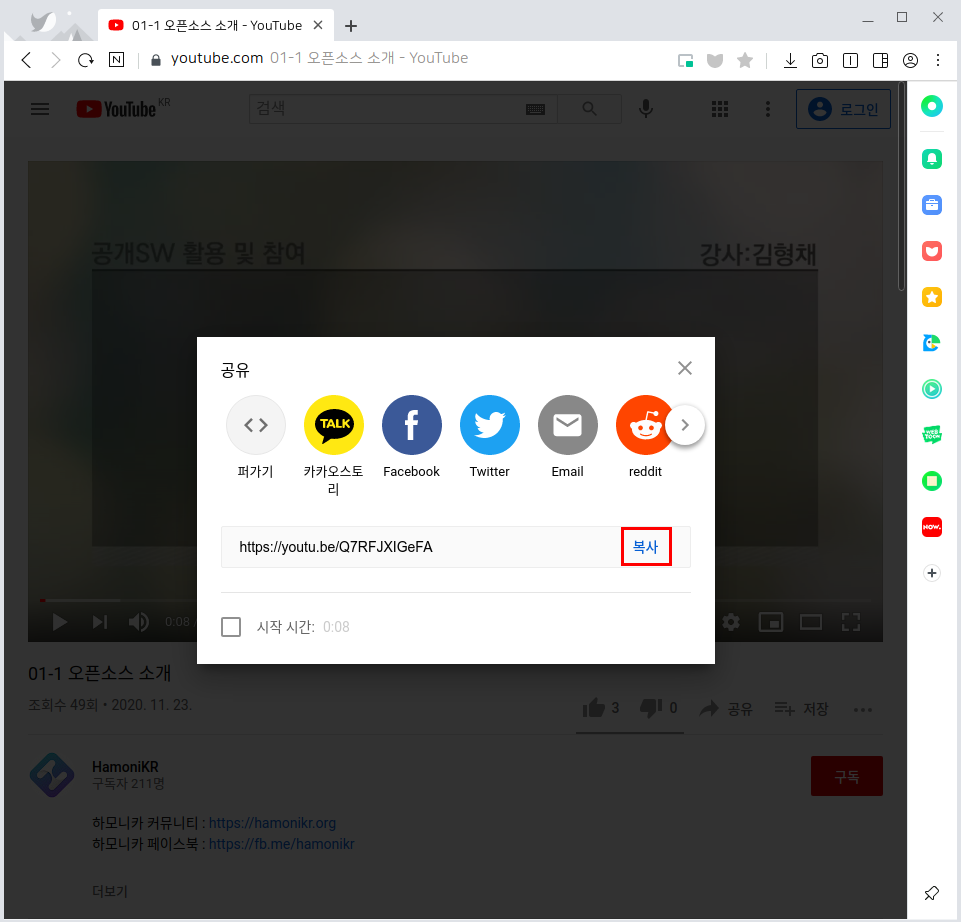 01-1 오픈소스 소개 - YouTube
N
youtube.com 01-1 오픈소스 소개 - YouTube
YouTube KR
검색
로그인
공개SW 활용 및 참여
강사:김형채
공유
TALK
퍼가기
카카오스토리
Facebook
Twitter
Email
reddit
https://youtu.be/Q7RFJXIGeFA
복사
시작 시간: 0:08
0:08
01-1 오픈소스 소개
조회수 49회 • 2020. 11. 23.
3
0
공유
저장
HamoniKR
구독자 211명
구독
하모니카 커뮤니티 : https://hamonikr.org
하모니카 페이스북 : https://fb.me/hamonikr
더보기
WEB
TOON
NOW.